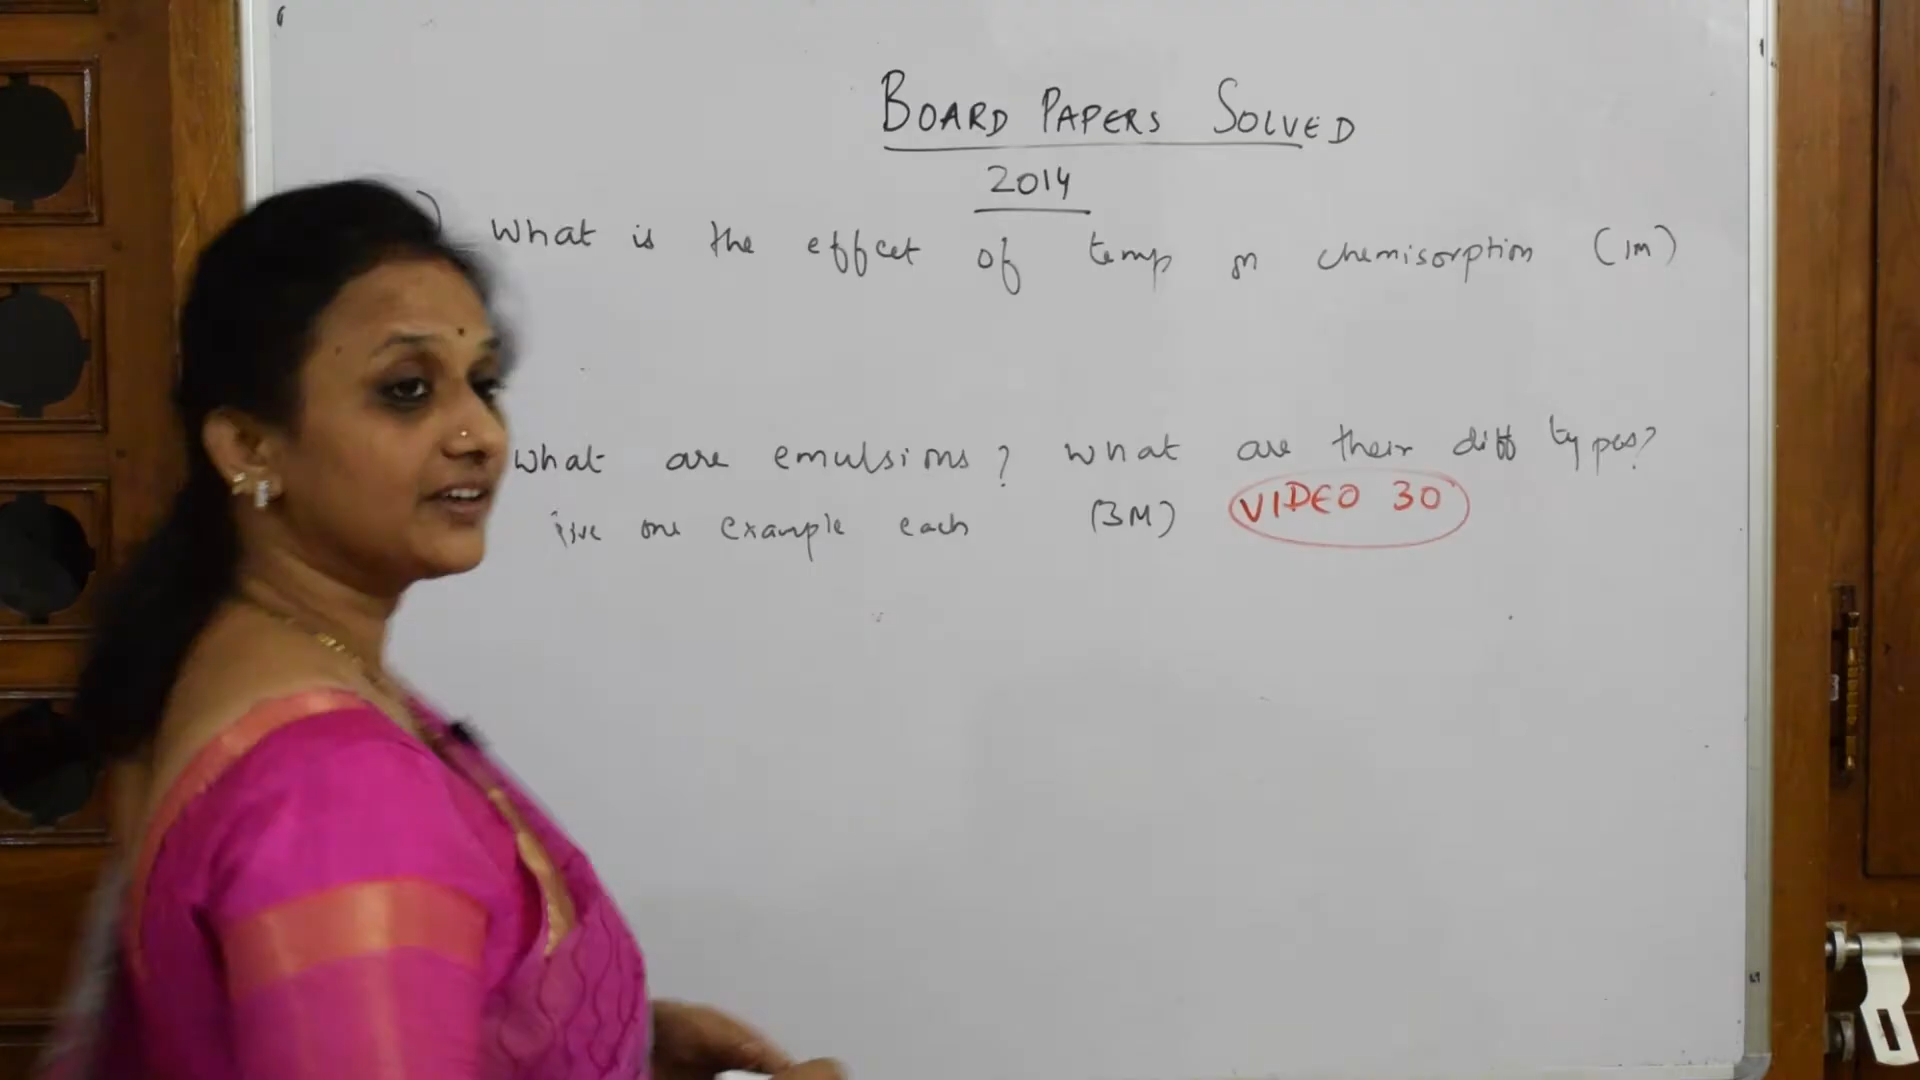 BOARD PAPERS SOLVED
2014
) What is the effect of temp on chemisorption (1M)
What are emulsions? What are their diff types?
ive one example each (3M) VIDEO 30